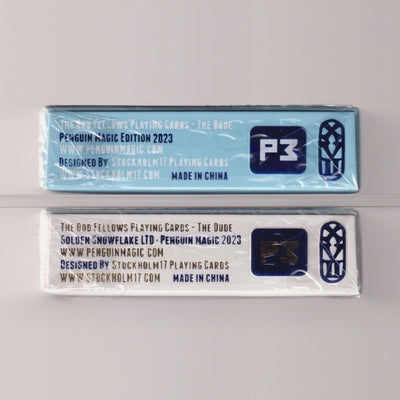 The Odd Fellows Playing Cards - The Dude
Penguin Magic Edition 2023
www.penguinmagic.com
Designed By Stockholm17 Playing Cards
www.stockholm17.com Made in China
P3
The Odd Fellows Playing Cards - The Dude
Golden Snowflake LTD - Penguin Magic 2023
www.penguinmagic.com
Designed By Stockholm17 Playing Cards
www.stockholm17.com Made in China
P3